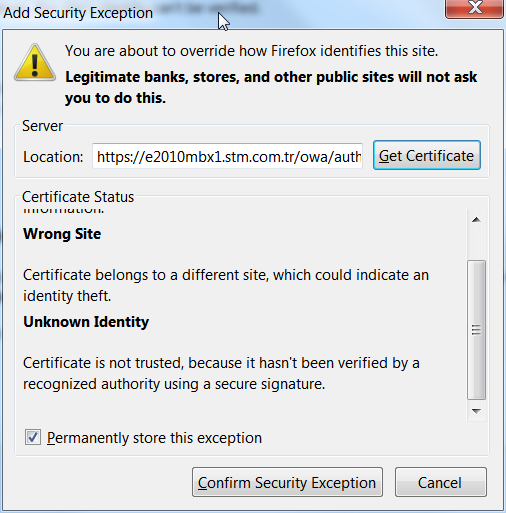 Add Security Exception
You are about to override how Firefox identifies this site.
Legitimate banks, stores, and other public sites will not ask
you to do this.
Server
Location:
https://e2010mbx1.stm.com.tr/owa/auth
Get Certificate
Certificate Status
information.
Wrong Site
Certificate belongs to a different site, which could indicate an
identity theft.
Unknown Identity
Certificate is not trusted, because it hasn't been verified by a
recognized authority using a secure signature.
Permanently store this exception
Confirm Security Exception
Cancel